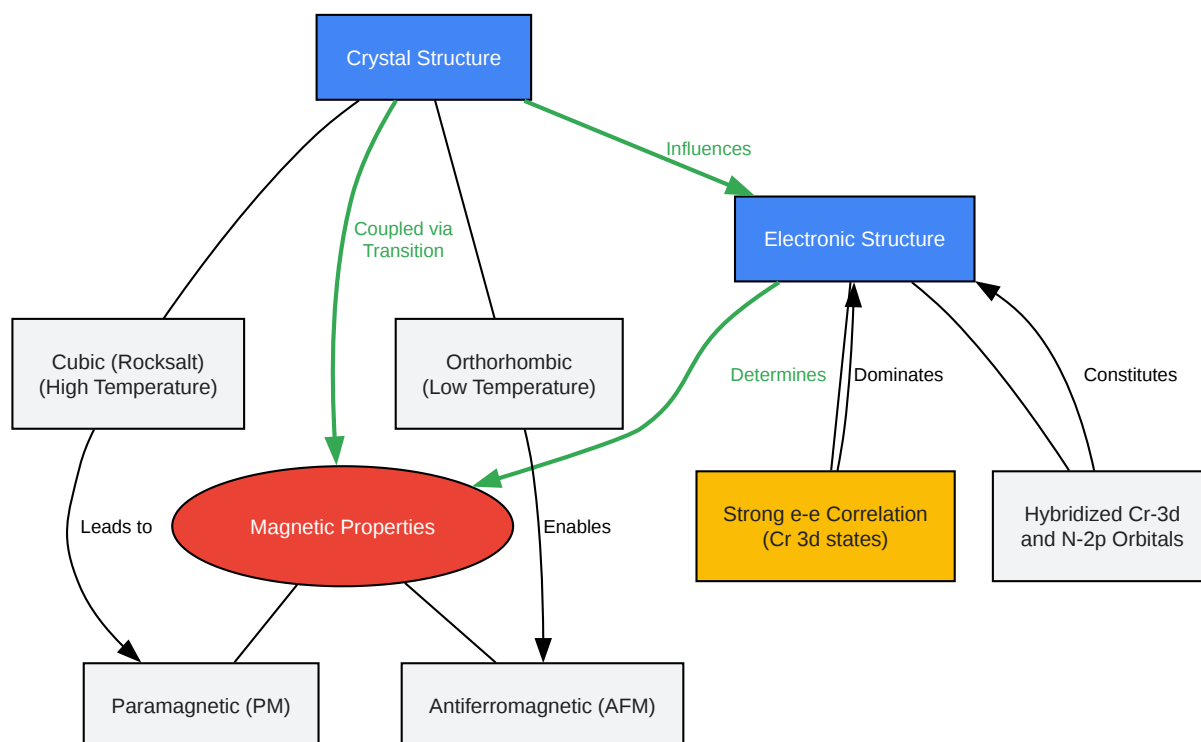 Crystal Structure
Influences
Coupled via
Transition
Electronic Structure
Cubic (Rocksalt)
(High Temperature)
Orthorhombic
(Low Temperature)
Determines
Dominates
Constitutes
Leads to
Magnetic Properties
Enables
Strong e-e Correlation
(Cr 3d states)
Hybridized Cr-3d
and N-2p Orbitals
Paramagnetic (PM)
Antiferromagnetic (AFM)